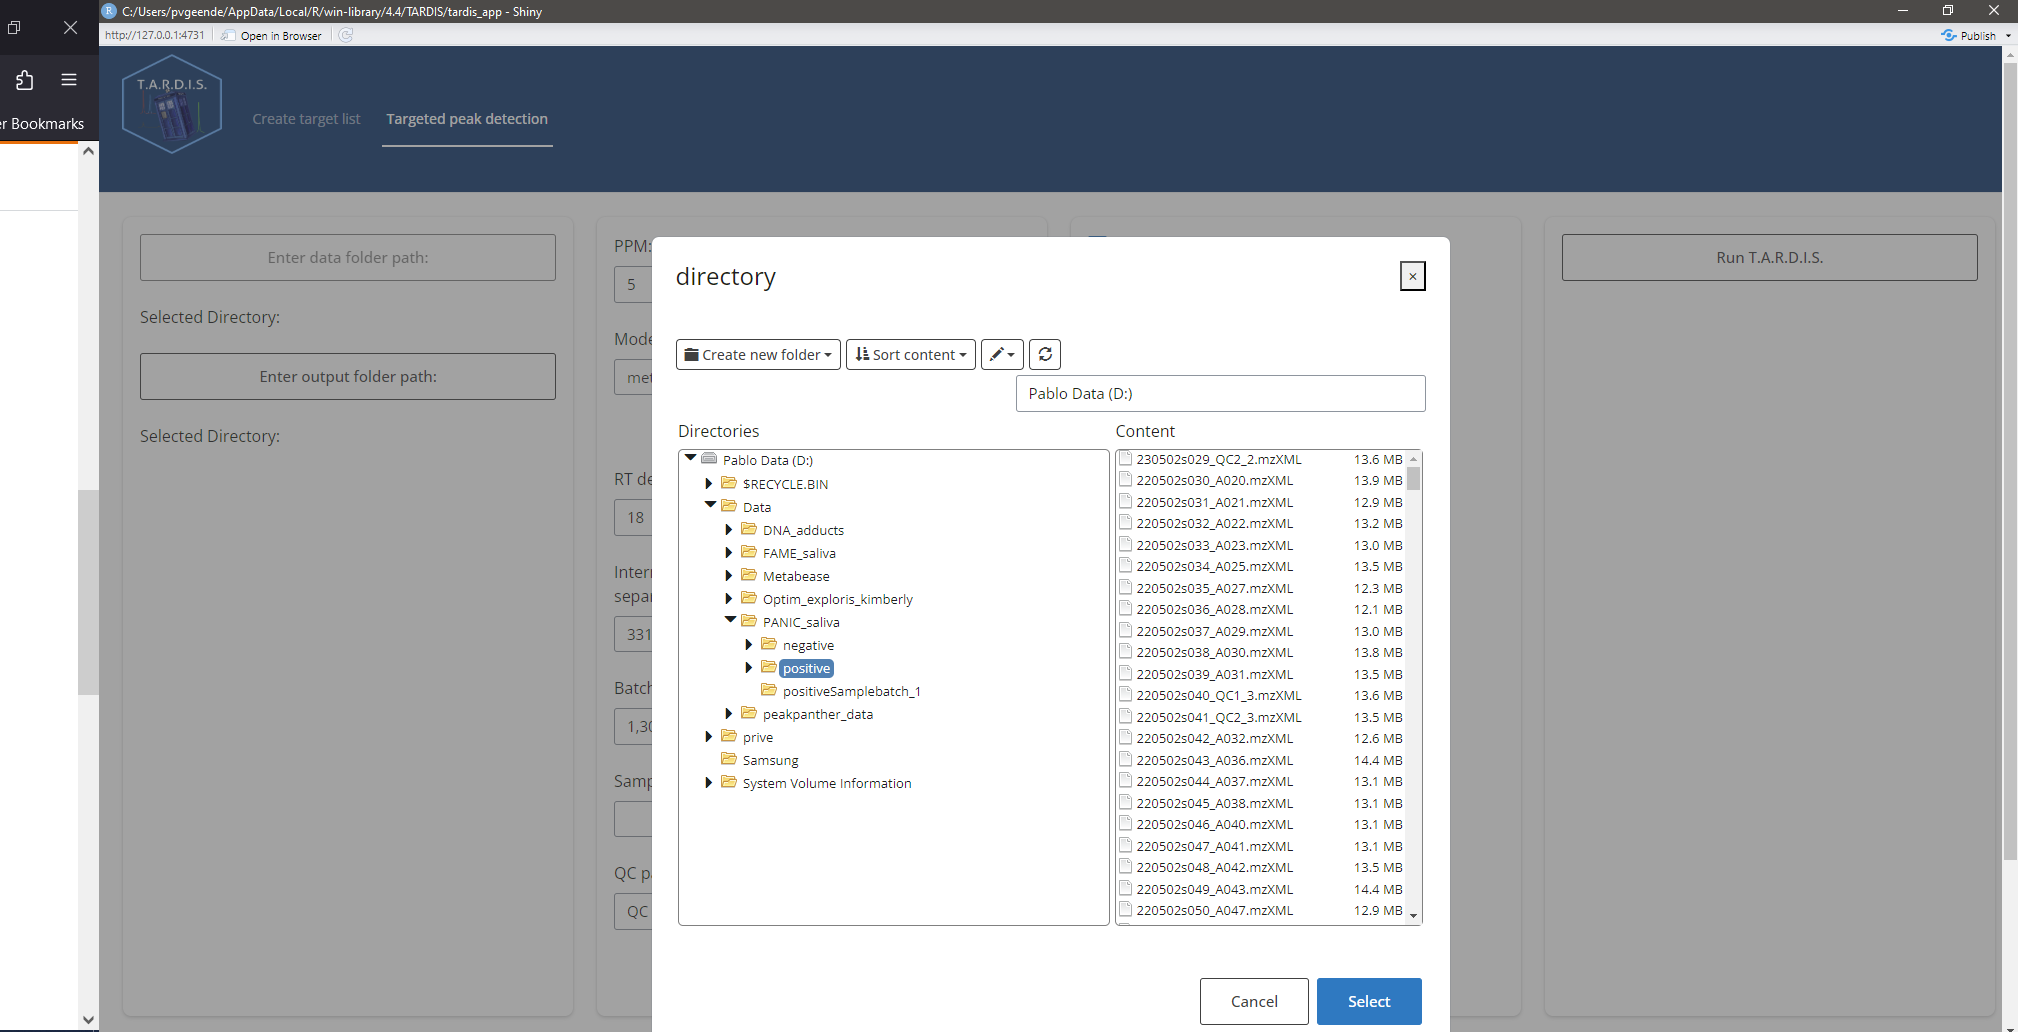 C:/Users/pvgeende/AppData/Local/R/win-library/4.4/TARDIS/tardis_app - Shiny
http://127.0.0.1:4731
Open in Browser
Publish
er Bookmarks
T.A.R.D.I.S.
Create target list
Targeted peak detection
Enter data folder path:
Selected Directory:
Enter output folder path:
Selected Directory:
PPM:
5
Mode
met
RT de
18
Inter
separ
331
Batch
1,30
Samp
QC pa
QC
Run T.A.R.D.I.S.
directory
×
Create new folder
Sort content
Pablo Data (D:)
Directories
Pablo Data (D:)
$RECYCLE.BIN
Data
DNA_adducts
FAME_saliva
Metabease
Optim_exploris_kimberly
PANIC_saliva
negative
positive
positiveSamplebatch_1
peakpanther_data
prive
Samsung
System Volume Information
Content
230502s029_QC2_2.mzXML 13.6 MB
220502s030_A020.mzXML 13.9 MB
220502s031_A021.mzXML 12.9 MB
220502s032_A022.mzXML 13.2 MB
220502s033_A023.mzXML 13.0 MB
220502s034_A025.mzXML 13.5 MB
220502s035_A027.mzXML 12.3 MB
220502s036_A028.mzXML 12.1 MB
220502s037_A029.mzXML 13.0 MB
220502s038_A030.mzXML 13.8 MB
220502s039_A031.mzXML 13.5 MB
220502s040_QC1_3.mzXML 13.6 MB
220502s041_QC2_3.mzXML 13.5 MB
220502s042_A032.mzXML 12.6 MB
220502s043_A036.mzXML 14.4 MB
220502s044_A037.mzXML 13.1 MB
220502s045_A038.mzXML 13.1 MB
220502s046_A040.mzXML 13.1 MB
220502s047_A041.mzXML 13.1 MB
220502s048_A042.mzXML 13.5 MB
220502s049_A043.mzXML 14.4 MB
220502s050_A047.mzXML 12.9 MB
Cancel
Select